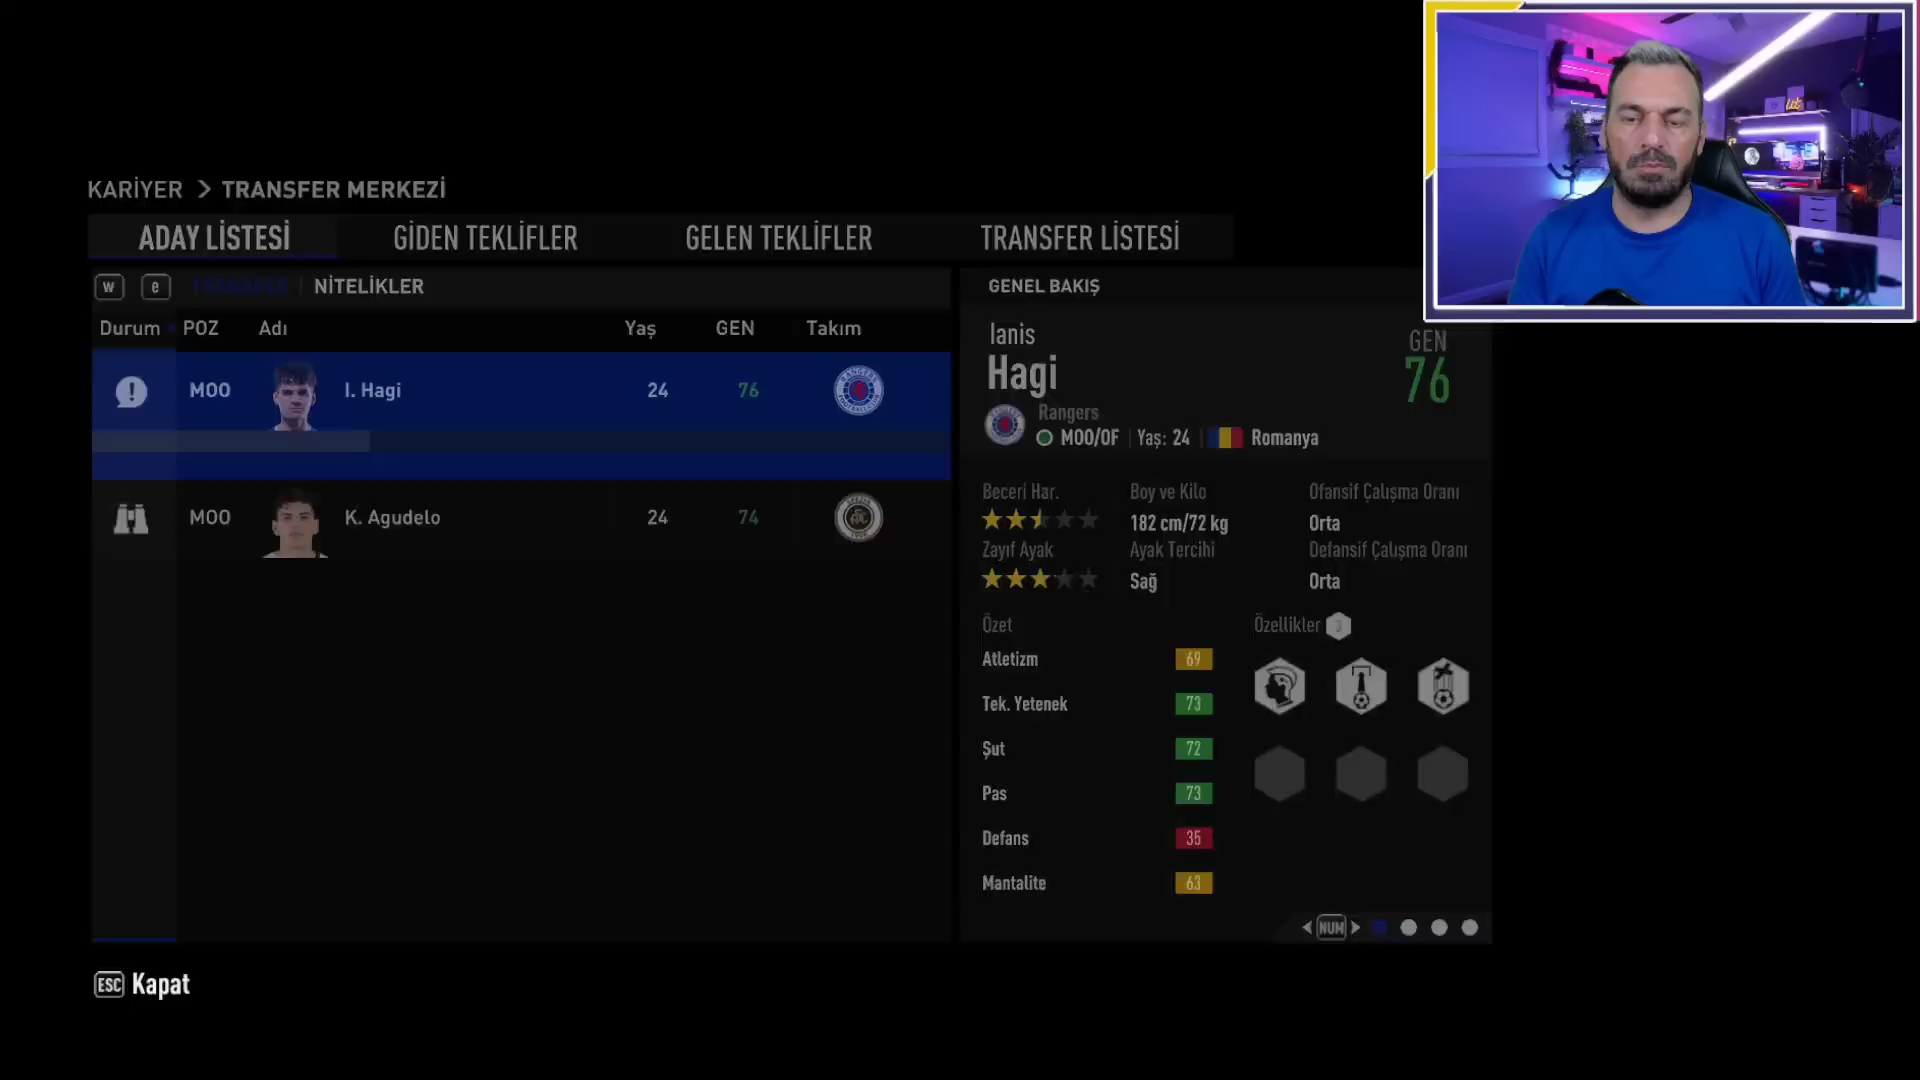 KARİYER > TRANSFER MERKEZİ
ADAY LİSTESİ GİDEN TEKLİFLER GELEN TEKLİFLER TRANSFER LİSTESİ
w e TRANSFER NİTELİKLER
Durum POZ Adı Yaş GEN Takım
MOO I. Hagi 24 76
MOO K. Agudelo 24 74
GENEL BAKIŞ
Ianis
Hagi
GEN
76
Rangers
MOO/OF Yaş: 24 Romanya
Beceri Har. Boy ve Kilo Ofansif Çalışma Oranı
182 cm/72 kg Orta
Zayıf Ayak Ayak Tercihi Defansif Çalışma Oranı
Sağ Orta
Özet Özellikler 3
Atletizm 69
Tek. Yetenek 73
Şut 72
Pas 73
Defans 35
Mantalite 63
NUM
ESC Kapat